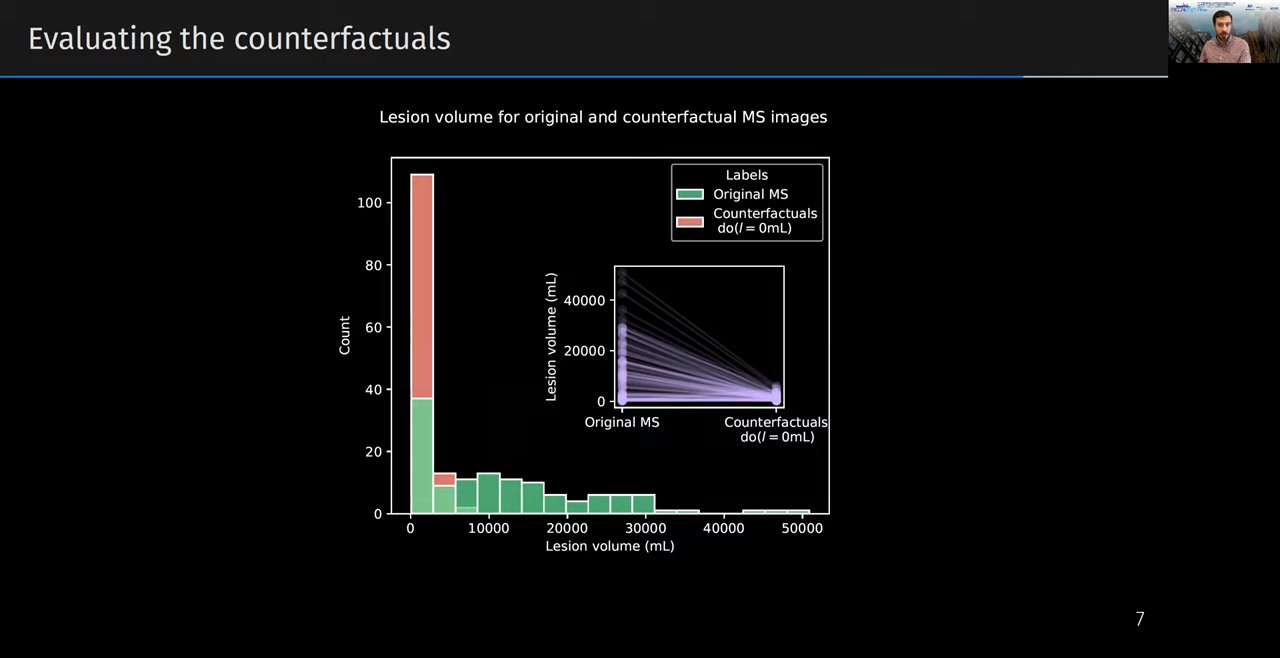 Evaluating the counterfactuals
Lesion volume for original and counterfactual MS images
Labels
Original MS
Counterfactuals
do(l = 0mL)
Count
100
80
60
40
20
0
Lesion volume (mL)
40000
20000
0
Original MS
Counterfactuals
do(l = 0mL)
0
10000
20000
30000
40000
50000
Lesion volume (mL)
7